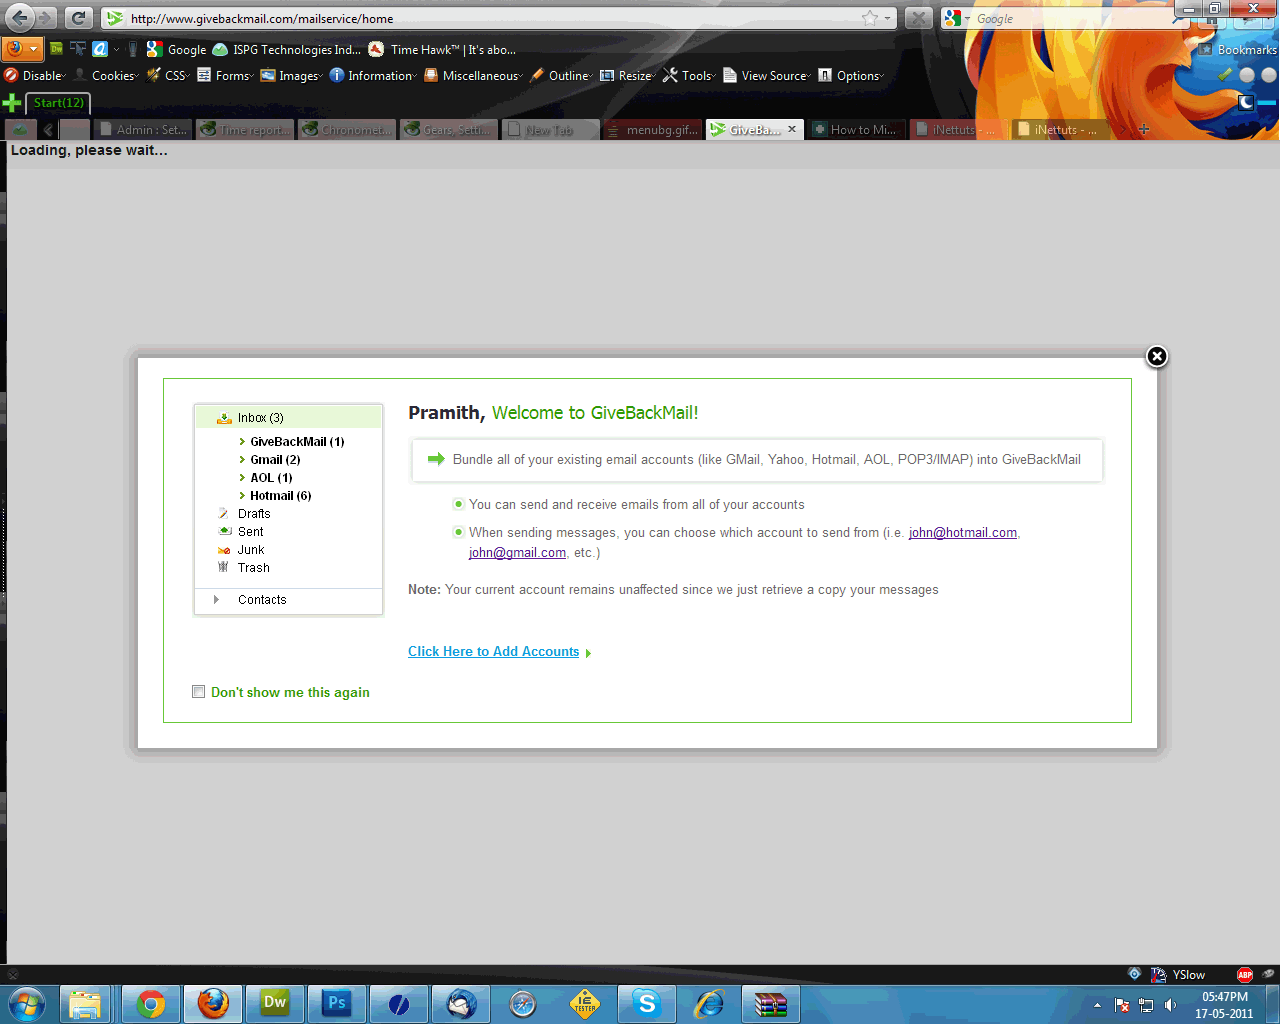 http://www.givebackmail.com/mailservice/home
Google
Google ISPG Technologies Ind... Time Hawk™ | It's abo...
Bookmarks
Disable Cookies CSS Forms Images Information Miscellaneous Outline Resize Tools View Source Options
Start(12)
Admin : Set... Time report... Chronomet... Gears, Setti... New Tab menubg.gif... GiveBa... How to Mi... iNettuts - ... iNettuts - ...
Loading, please wait...
Inbox (3)
GiveBackMail (1)
Gmail (2)
AOL (1)
Hotmail (6)
Drafts
Sent
Junk
Trash
Contacts
Pramith, Welcome to GiveBackMail!
Bundle all of your existing email accounts (like GMail, Yahoo, Hotmail, AOL, POP3/IMAP) into GiveBackMail
You can send and receive emails from all of your accounts
When sending messages, you can choose which account to send from (i.e. john@hotmail.com,
john@gmail.com, etc.)
Note: Your current account remains unaffected since we just retrieve a copy your messages
Click Here to Add Accounts
Don't show me this again
YSlow
ABP
Dw
Ps
IE
TESTER
05:47PM
17-05-2011